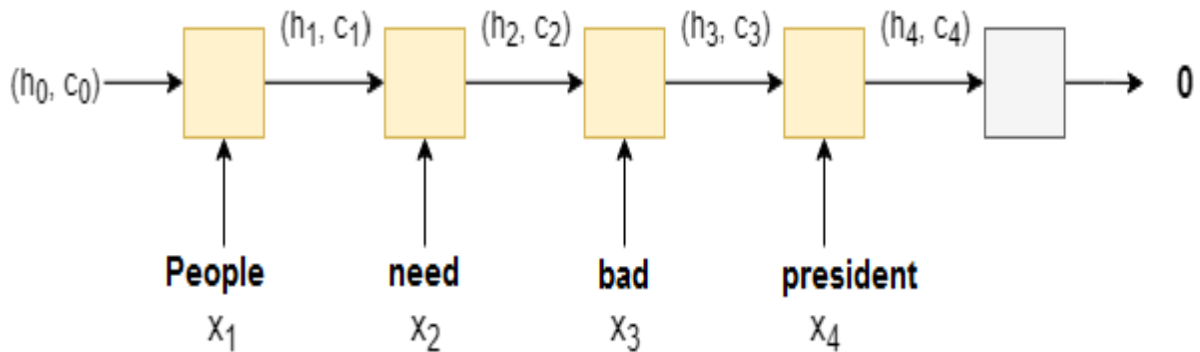 (h₁, c₁) (h₂, c₂) (h₃, c₃) (h₄, c₄)
(h₀, c₀) 0
People need bad president
x₁ x₂ x₃ x₄